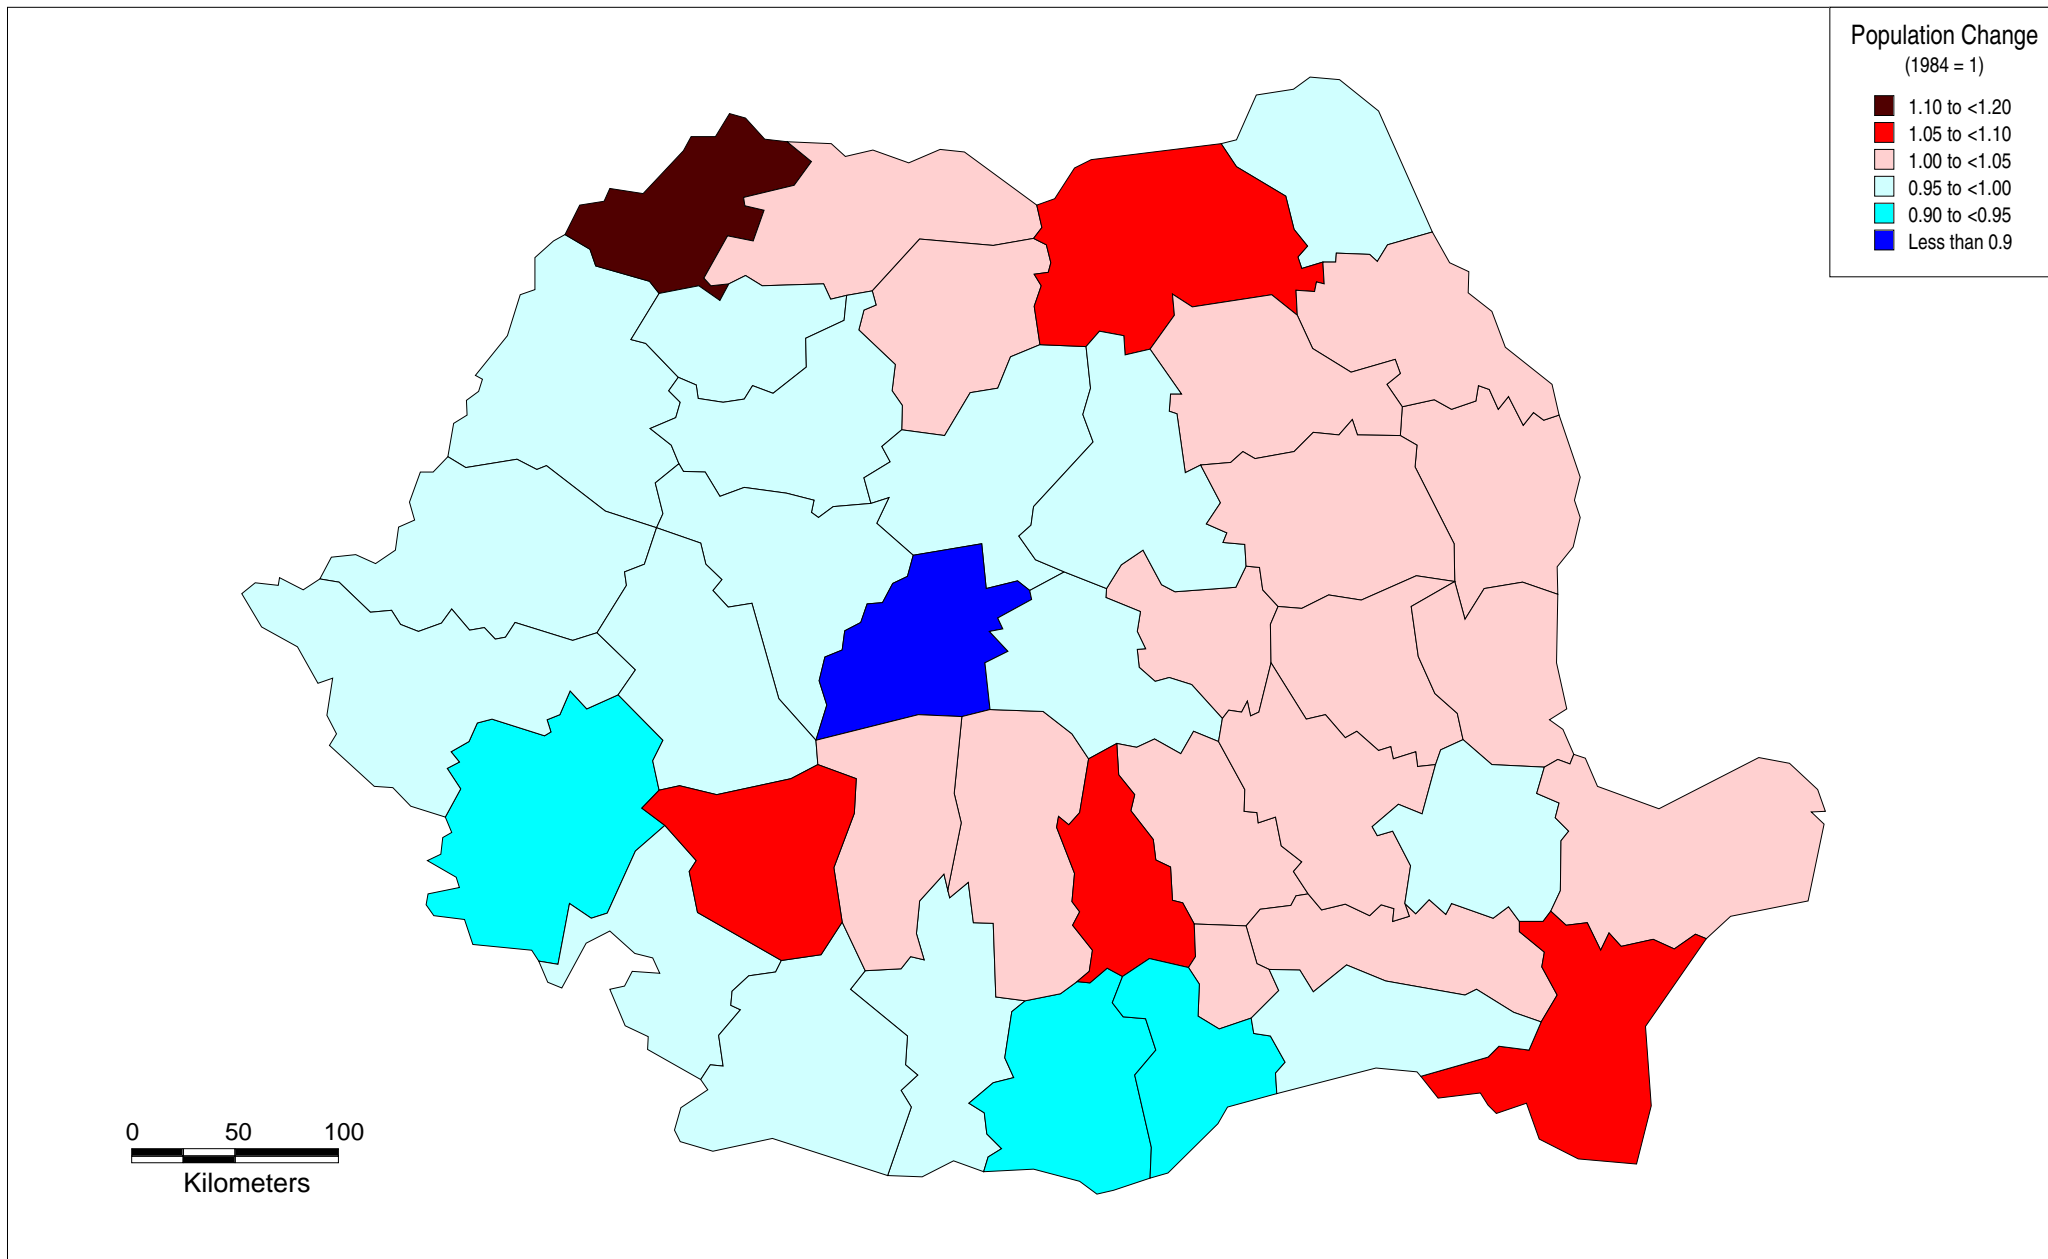 Population Change
(1984 = 1)
1.10 to <1.20
1.05 to <1.10
1.00 to <1.05
0.95 to <1.00
0.90 to <0.95
Less than 0.9
0 50 100
Kilometers